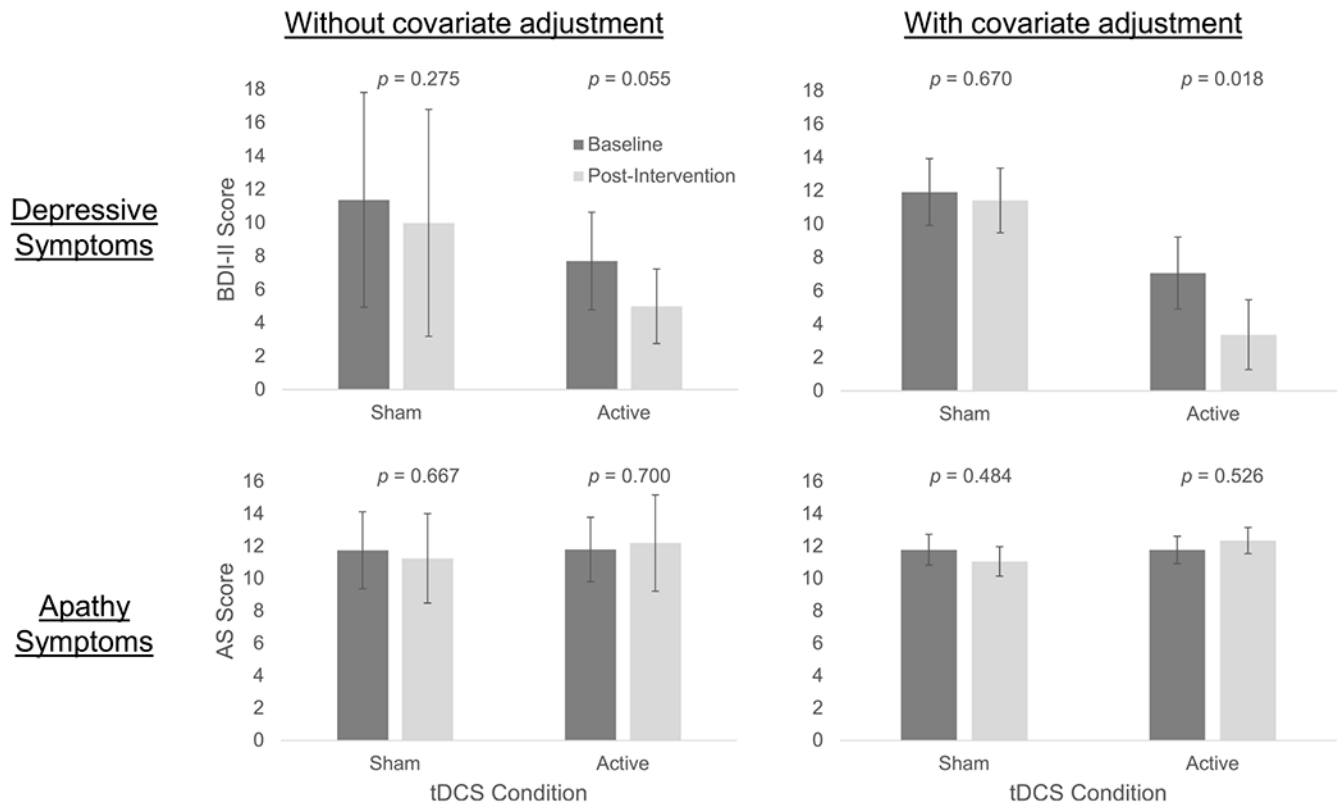 Without covariate adjustment
With covariate adjustment
Depressive
Symptoms
BDI-II Score
p = 0.275
p = 0.055
18
16
14
12
10
8
6
4
2
0
Baseline
Post-Intervention
Sham
Active
p = 0.670
p = 0.018
18
16
14
12
10
8
6
4
2
0
Sham
Active
Apathy
Symptoms
AS Score
p = 0.667
p = 0.700
16
14
12
10
8
6
4
2
0
Sham
Active
tDCS Condition
p = 0.484
p = 0.526
16
14
12
10
8
6
4
2
0
Sham
Active
tDCS Condition